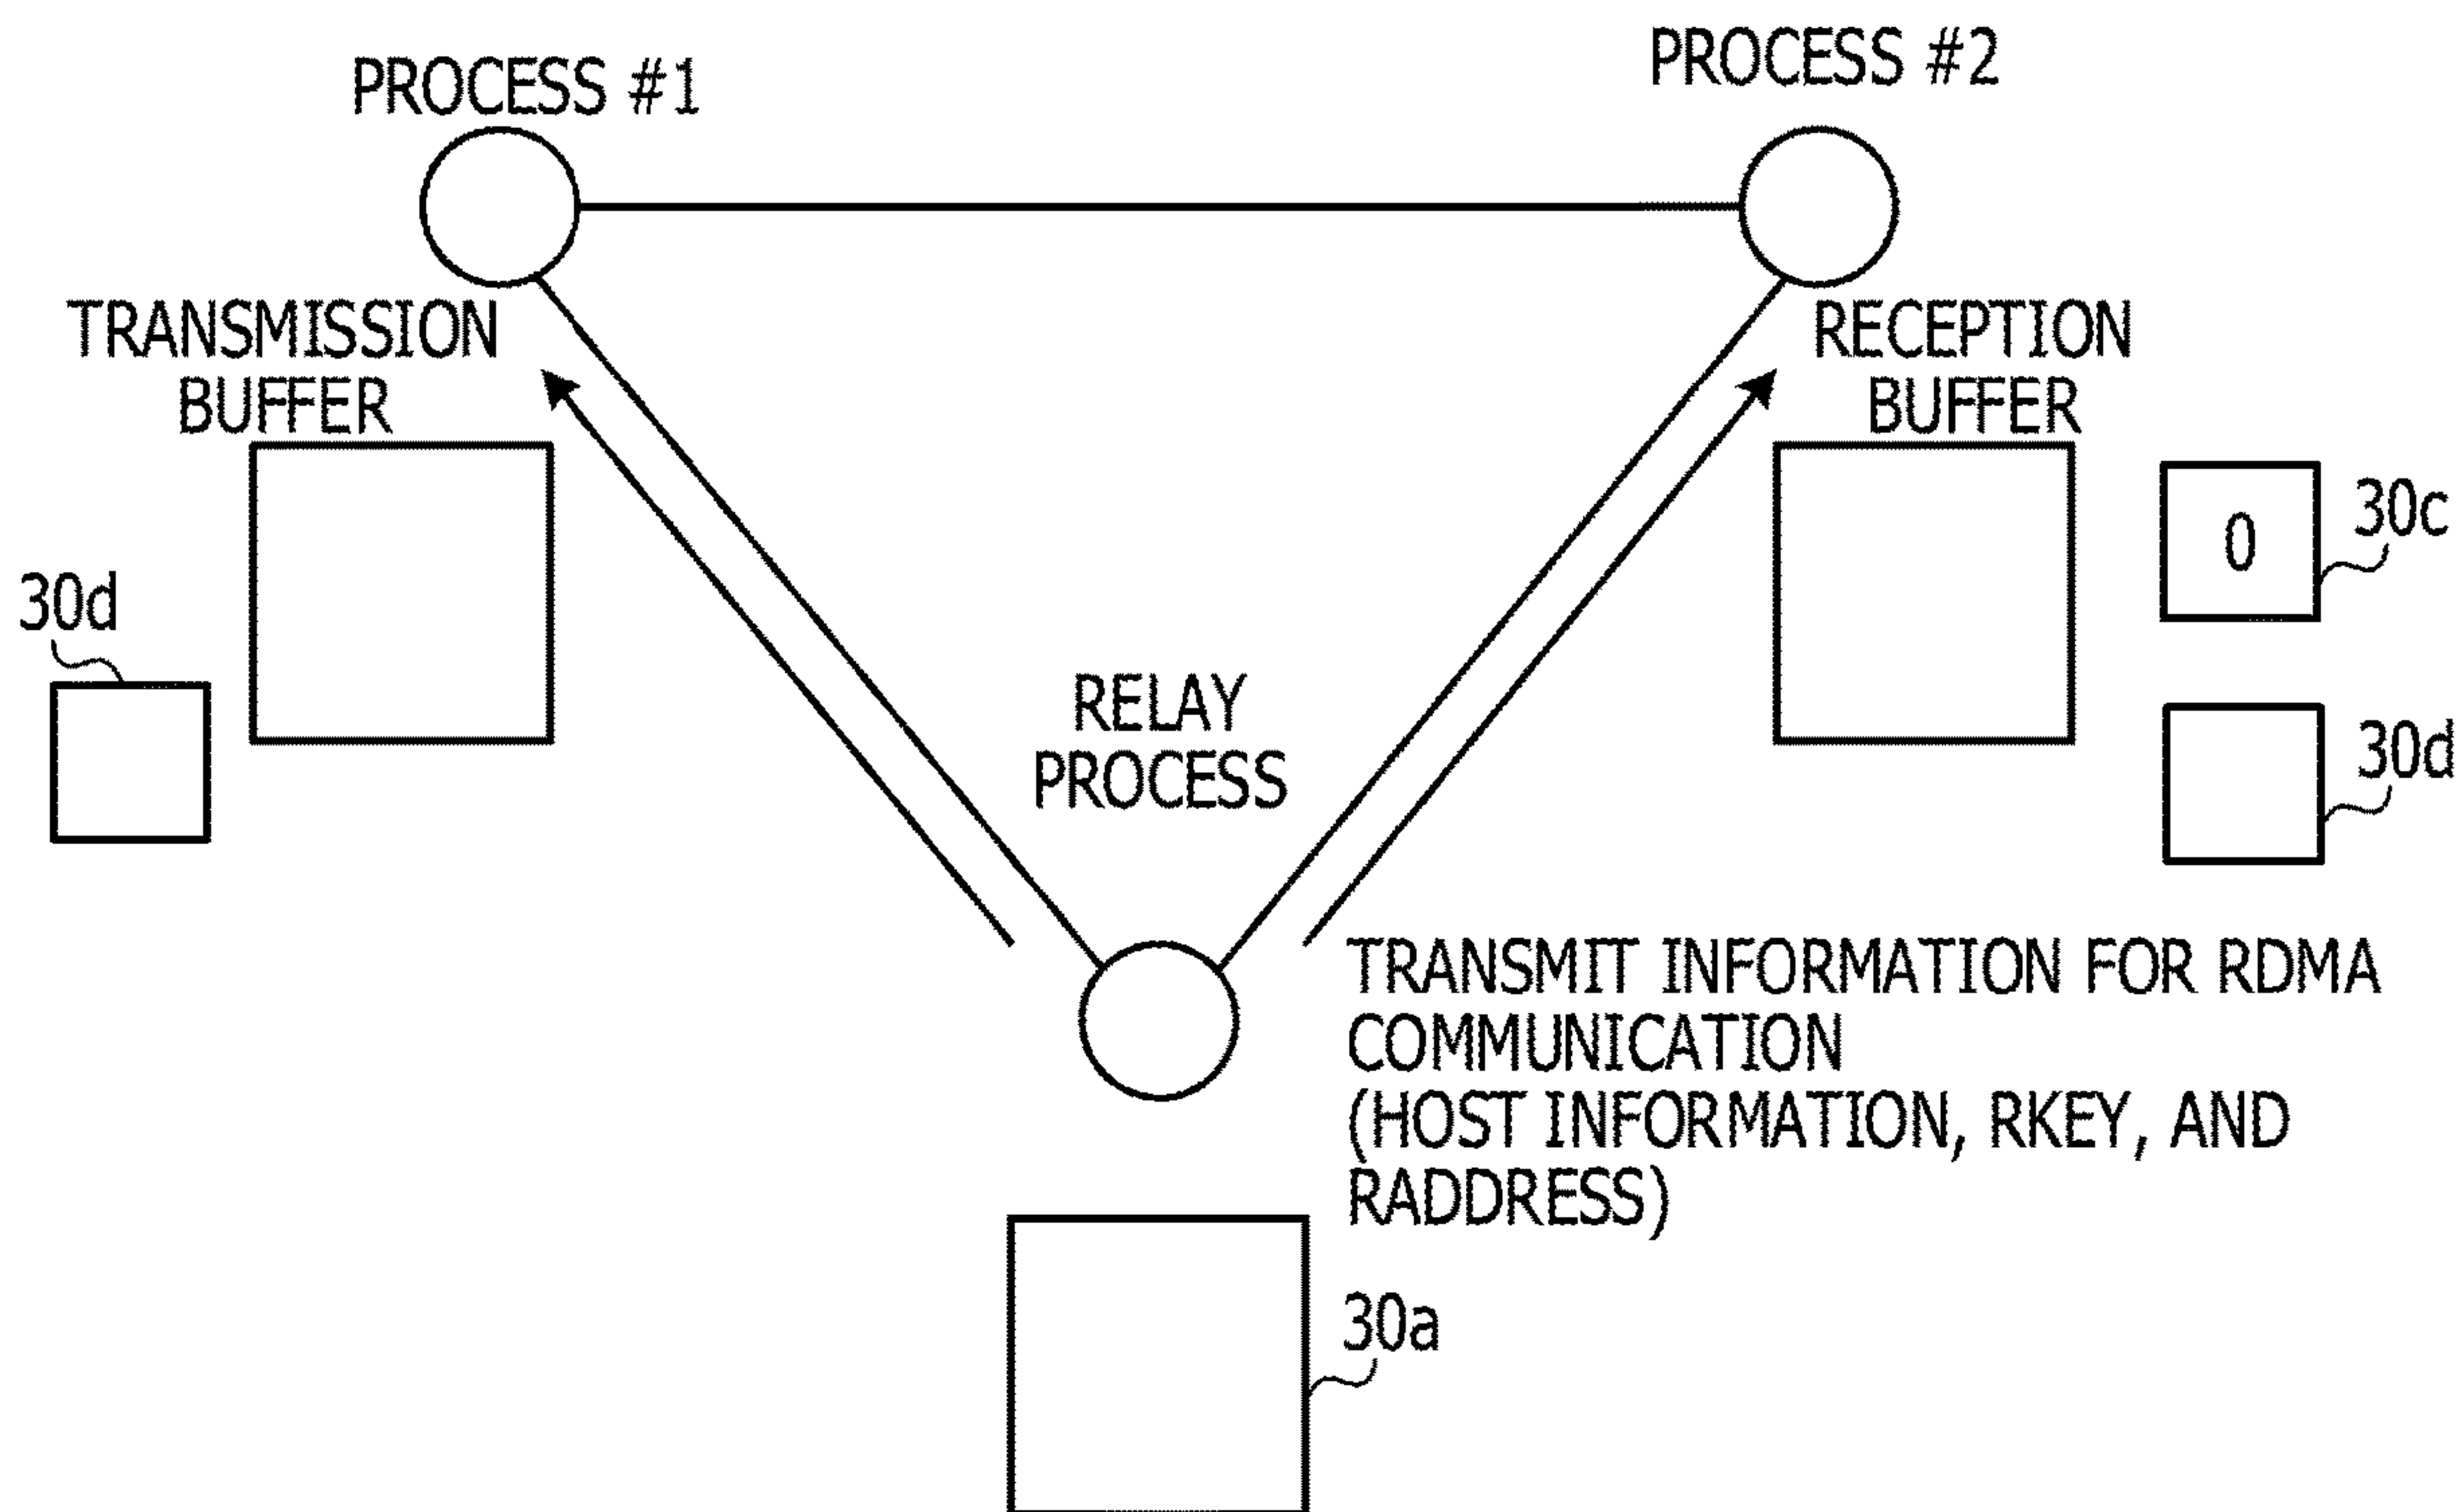 PROCESS #1
PROCESS #2
TRANSMISSION
BUFFER
RECEPTION
BUFFER
0
30c
30d
30d
RELAY
PROCESS
TRANSMIT INFORMATION FOR RDMA
COMMUNICATION
(HOST INFORMATION, RKEY, AND
RADDRESS)
30a